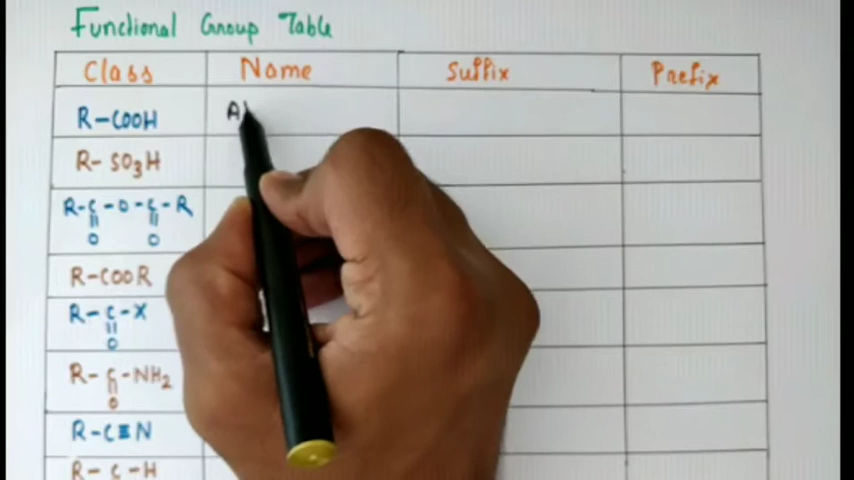 Functional Group Table
Class Name Suffix Prefix
R-COOH A
R-SO3H
R-C-O-C-R
O O
R-COOR
R-C-X
O
R-C-NH2
O
R-C≡N
R-C-H